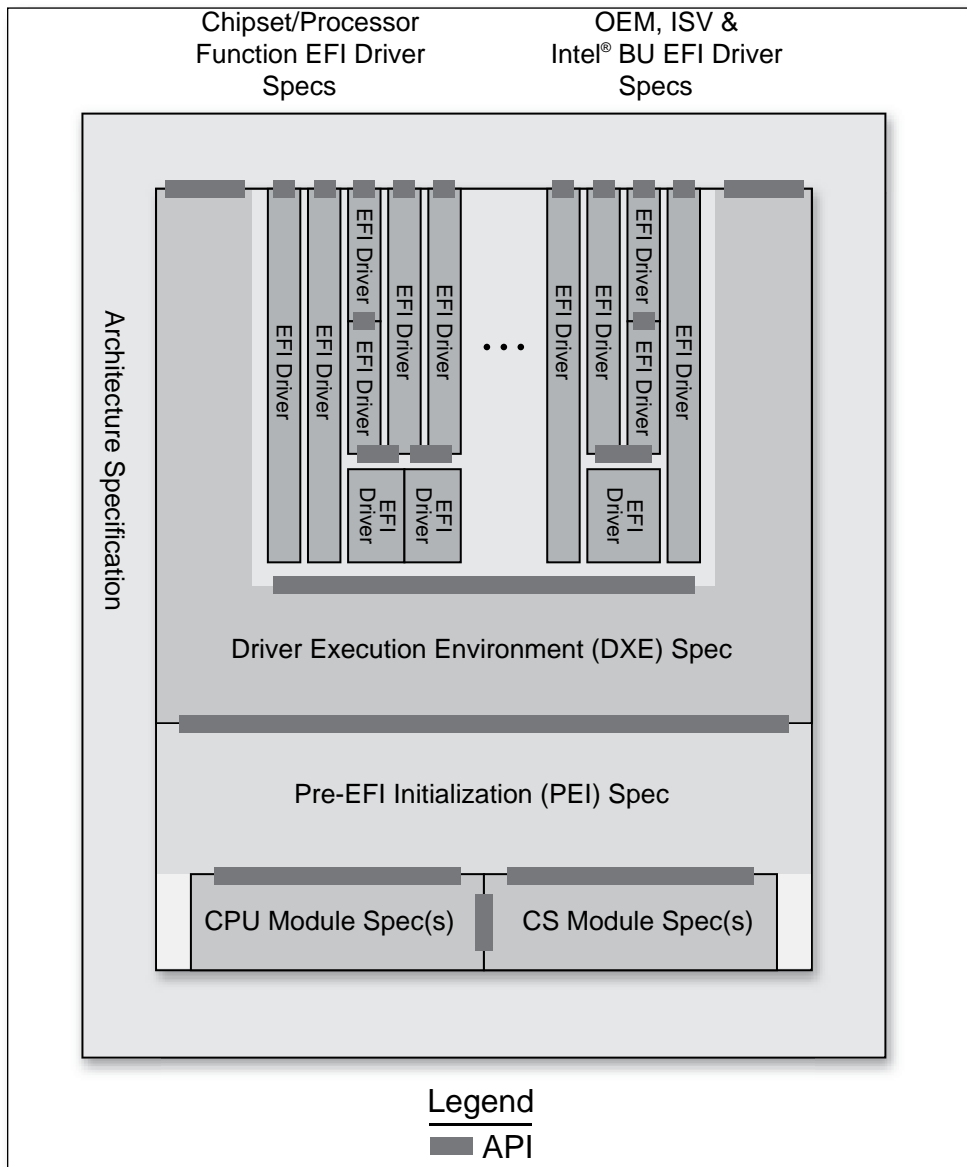 Chipset/Processor
Function EFI Driver
Specs
OEM, ISV &
Intel® BU EFI Driver
Specs
Architecture Specification
EFI Driver
EFI Driver
EFI Driver
EFI Driver
EFI Driver
EFI Driver
EFI
Driver
EFI
Driver
...
EFI Driver
EFI Driver
EFI Driver
EFI Driver
EFI Driver
EFI
Driver
Driver Execution Environment (DXE) Spec
Pre-EFI Initialization (PEI) Spec
CPU Module Spec(s)
CS Module Spec(s)
Legend
API